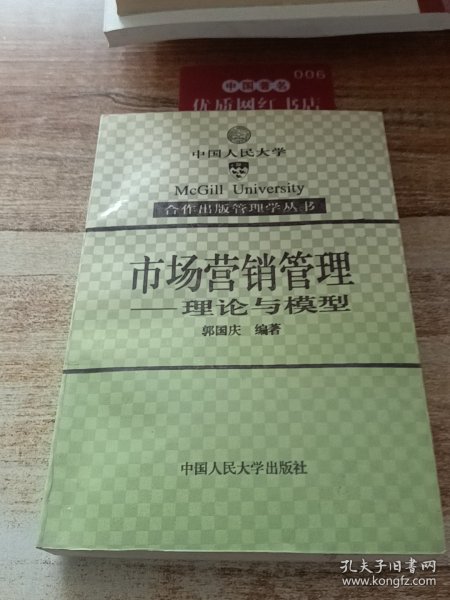 006
中国著名
优质网红书店
中国人民大学
McGill University
合作出版管理学丛书
市场营销管理
——理论与模型
郭国庆 编著
中国人民大学出版社
孔夫子旧书网
www.kongfz.com